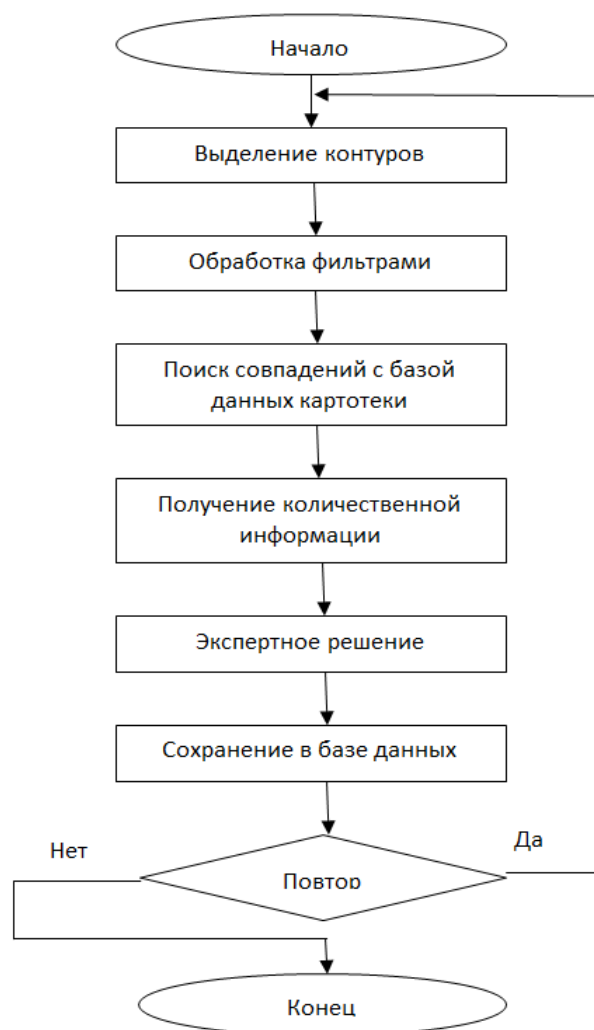 Начало
Выделение контуров
Обработка фильтрами
Поиск совпадений с базой
данных картотеки
Получение количественной
информации
Экспертное решение
Сохранение в базе данных
Нет
Да
Повтор
Конец